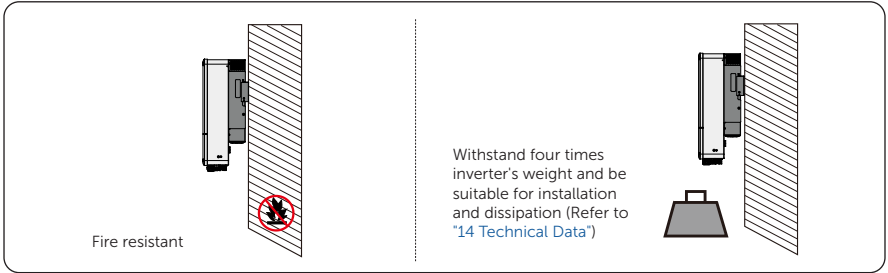 Fire resistant
Withstand four times
inverter's weight and be
suitable for installation
and dissipation (Refer to
"14 Technical Data")